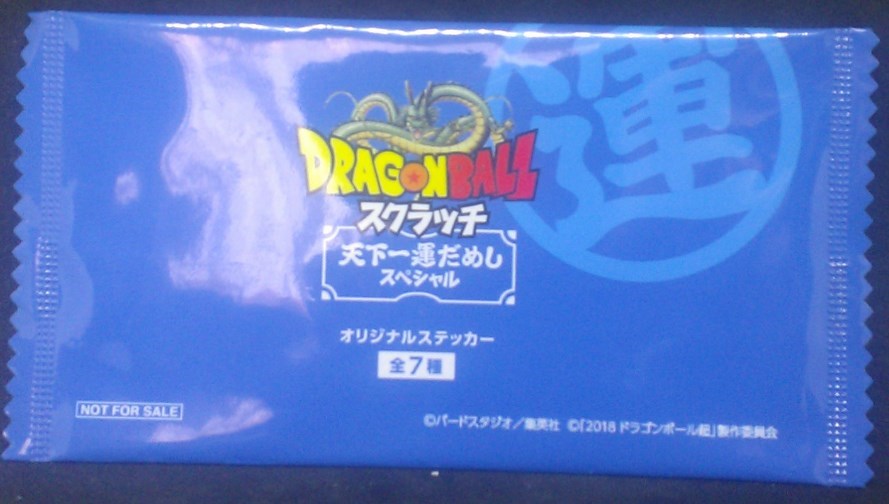 運
DRAGONBALL
スクラッチ
天下一運だめし
スペシャル
オリジナルステッカー
全7種
NOT FOR SALE
©バードスタジオ/集英社 ©「2018 ドラゴンボール超」製作委員会